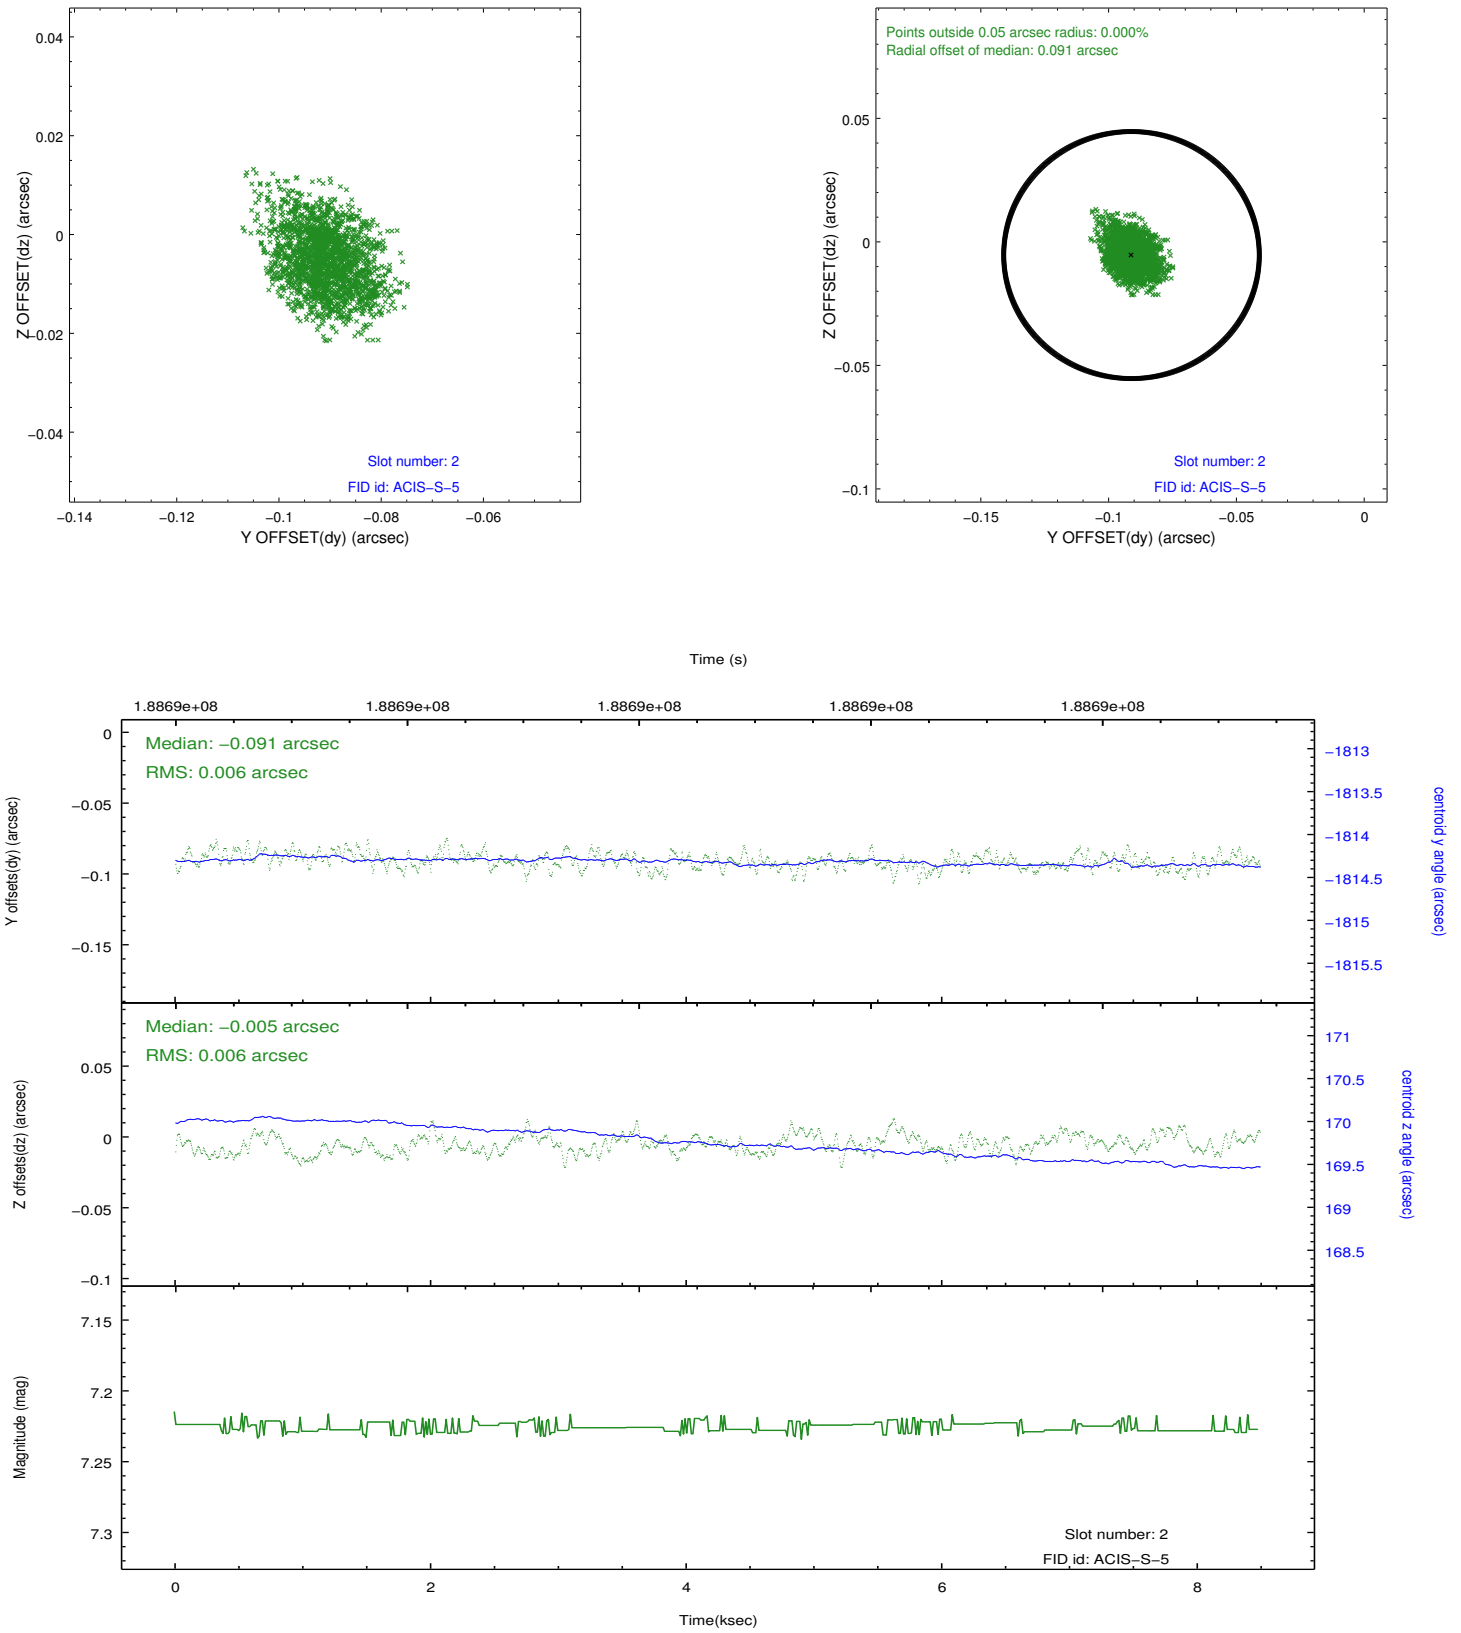 0.04
0.02
0
−0.02
−0.04
Z OFFSET(dz) (arcsec)
Slot number: 2
FID id: ACIS−S−5
−0.14
−0.12
−0.1
−0.08
−0.06
Y OFFSET(dy) (arcsec)
Points outside 0.05 arcsec radius: 0.000%
Radial offset of median: 0.091 arcsec
0.05
0
−0.05
−0.1
Z OFFSET(dz) (arcsec)
Slot number: 2
FID id: ACIS−S−5
−0.15
−0.1
−0.05
0
Y OFFSET(dy) (arcsec)
Time (s)
1.8869e+08
1.8869e+08
1.8869e+08
1.8869e+08
1.8869e+08
Median: −0.091 arcsec
RMS: 0.006 arcsec
0
−0.05
−0.1
−0.15
Y offsets(dy) (arcsec)
−1813
−1813.5
−1814
−1814.5
−1815
−1815.5
centroid y angle (arcsec)
Median: −0.005 arcsec
RMS: 0.006 arcsec
0.05
0
−0.05
−0.1
Z offsets(dz) (arcsec)
171
170.5
170
169.5
169
168.5
centroid z angle (arcsec)
7.15
7.2
7.25
7.3
Magnitude (mag)
Slot number: 2
FID id: ACIS−S−5
0
2
4
6
8
Time(ksec)